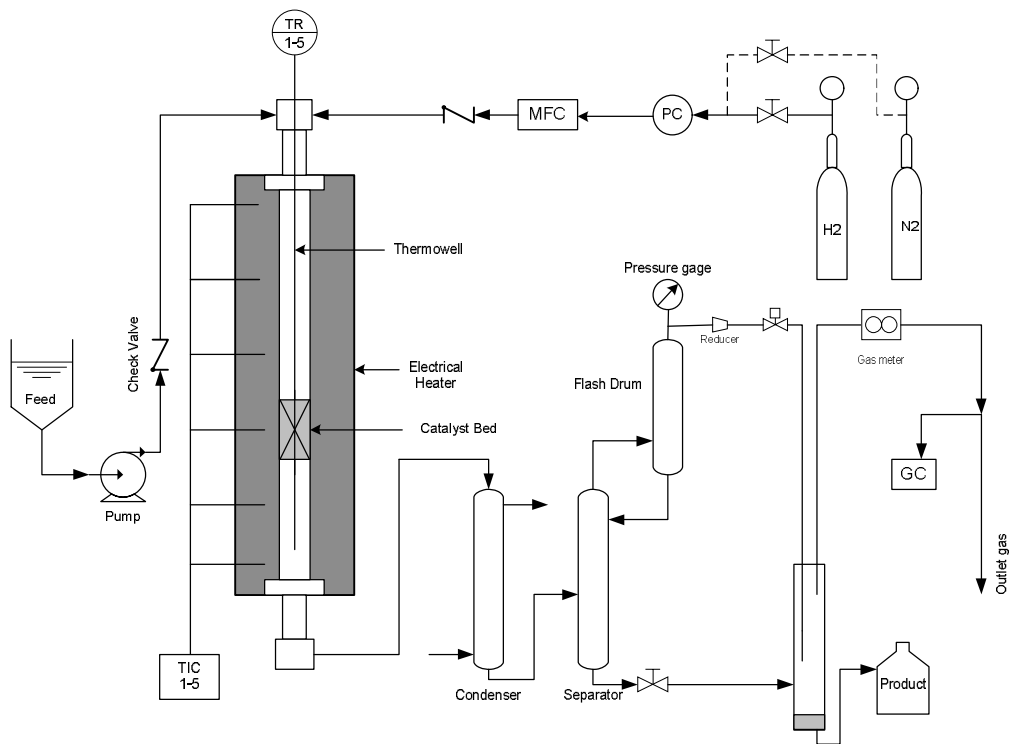 TR
1-5
MFC
PC
H2
N2
Thermowell
Pressure gage
Reducer
Gas meter
Check Valve
Electrical
Heater
Flash Drum
Feed
Catalyst Bed
GC
Pump
Outlet gas
TIC
1-5
Condenser
Separator
Product